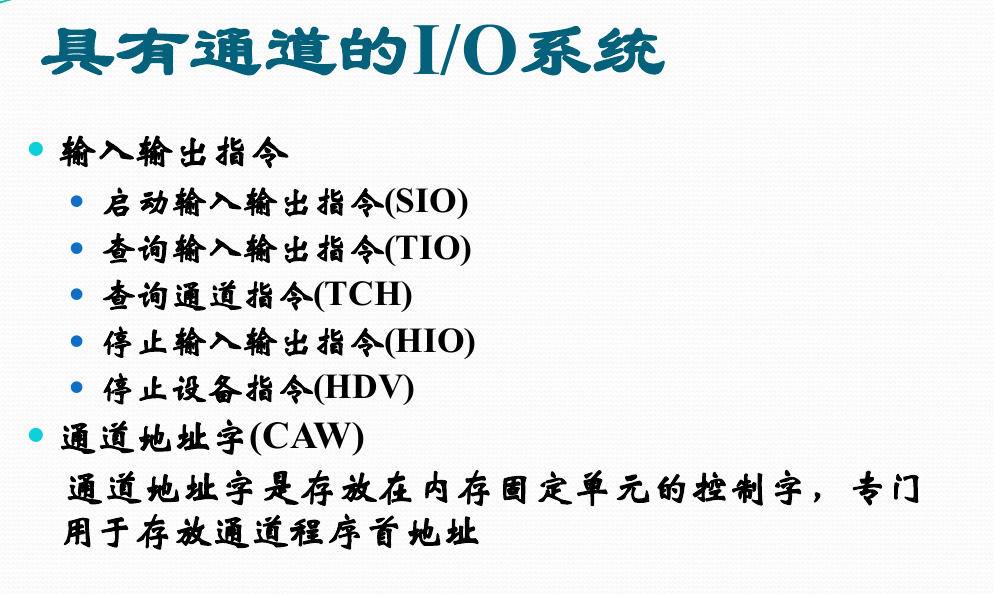 具有通道的I/O系统
输入输出指令
启动输入输出指令(SIO)
查询输入输出指令(TIO)
查询通道指令(TCH)
停止输入输出指令(HIO)
停止设备指令(HDV)
通道地址字(CAW)
通道地址字是存放在内存固定单元的控制字，专门
用于存放通道程序首地址